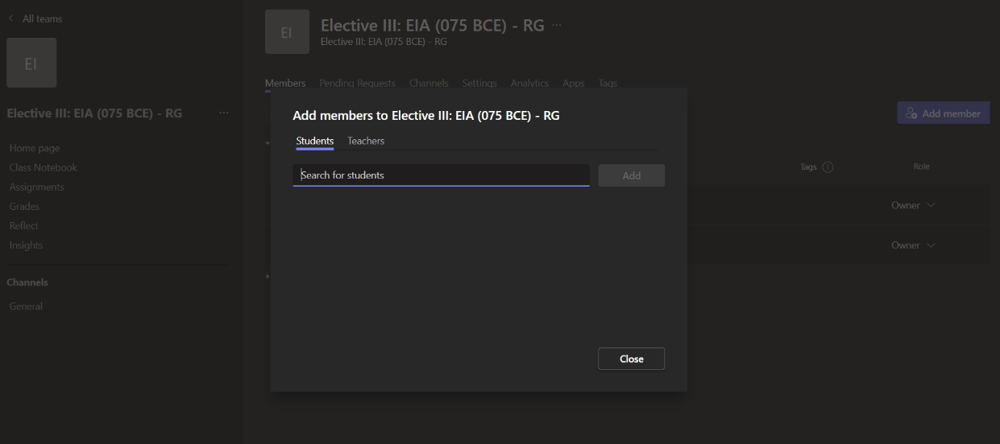 All teams
EI
Elective III: EIA (075 BCE) - RG ...
Home page
Class Notebook
Assignments
Grades
Reflect
Insights
Channels
General
EI
Elective III: EIA (075 BCE) - RG ...
Elective III: EIA (075 BCE) - RG
Members Pending Requests Channels Settings Analytics Apps Tags
Add member
Tags Role
Owner
Owner
Add members to Elective III: EIA (075 BCE) - RG
Students Teachers
Search for students Add
Close